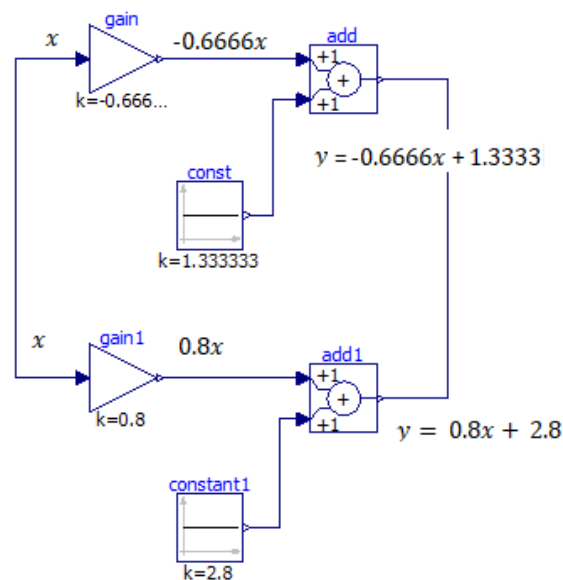 gain
x
-0.6666x
add
+1
+
+1
k=-0.666...
y = -0.6666x + 1.3333
const
k=1.333333
gain1
x
0.8x
add1
+1
+
+1
k=0.8
y = 0.8x + 2.8
constant1
k=2.8